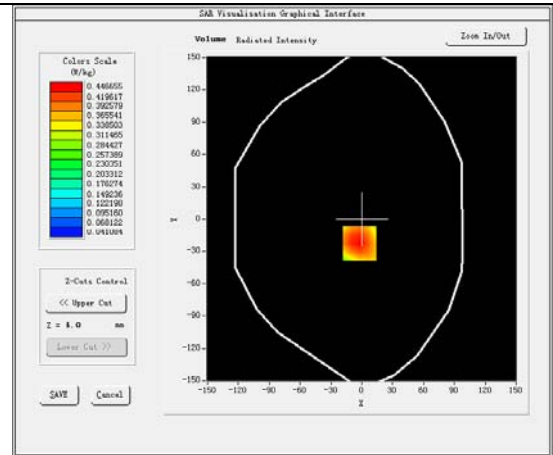 SAR Visualisation Graphical Interface
Volume Radiated Intensity
Zoom In/Out
Colors Scale
(W/kg)
0.446655
0.419617
0.392579
0.365541
0.338503
0.311465
0.284427
0.257389
0.230351
0.203312
0.176274
0.149236
0.122198
0.095160
0.068122
0.041084
Z-Cuts Control
<< Upper Cut
Z = 4.0 mm
Lower Cut >>
SAVE
Cancel
150
120
90
60
30
0
-30
-60
-90
-120
-150
Y
-150 -120 -90 -60 -30 0 30 60 90 120 150
X